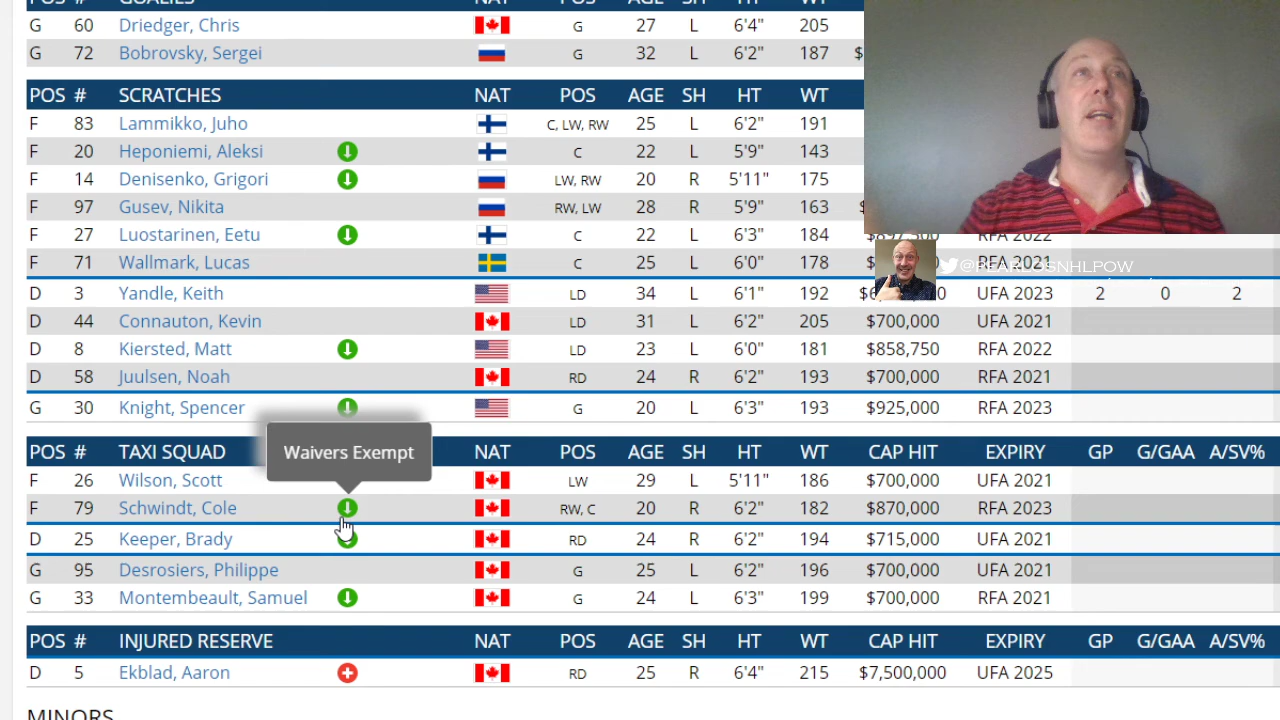 POS # GOALIES NAT POS AGE SH HT WT
G 60 Driedger, Chris G 27 L 6'4" 205
G 72 Bobrovsky, Sergei G 32 L 6'2" 187 $
POS # SCRATCHES NAT POS AGE SH HT WT
F 83 Lammikko, Juho C, LW, RW 25 L 6'2" 191
F 20 Heponiemi, Aleksi C 22 L 5'9" 143
F 14 Denisenko, Grigori LW, RW 20 R 5'11" 175
F 97 Gusev, Nikita RW, LW 28 R 5'9" 163
F 27 Luostarinen, Eetu C 22 L 6'3" 184 RFA 2022
F 71 Wallmark, Lucas C 25 L 6'0" 178 RFA 2021
@PEARLOSNHLPOW
D 3 Yandle, Keith LD 34 L 6'1" 192 UFA 2023 2 0 2
D 44 Connauton, Kevin LD 31 L 6'2" 205 $700,000 UFA 2021
D 8 Kiersted, Matt LD 23 L 6'0" 181 $858,750 RFA 2022
D 58 Juulsen, Noah RD 24 R 6'2" 193 $700,000 RFA 2021
G 30 Knight, Spencer G 20 L 6'3" 193 $925,000 RFA 2023
POS # TAXI SQUAD NAT POS AGE SH HT WT CAP HIT EXPIRY GP G/GAA A/SV%
Waivers Exempt
F 26 Wilson, Scott LW 29 L 5'11" 186 $700,000 UFA 2021
F 79 Schwindt, Cole RW, C 20 R 6'2" 182 $870,000 RFA 2023
D 25 Keeper, Brady RD 24 R 6'2" 194 $715,000 UFA 2021
G 95 Desrosiers, Philippe G 25 L 6'2" 196 $700,000 UFA 2021
G 33 Montembeault, Samuel G 24 L 6'3" 199 $700,000 RFA 2021
POS # INJURED RESERVE NAT POS AGE SH HT WT CAP HIT EXPIRY GP G/GAA A/SV%
D 5 Ekblad, Aaron RD 25 R 6'4" 215 $7,500,000 UFA 2025
MINORS